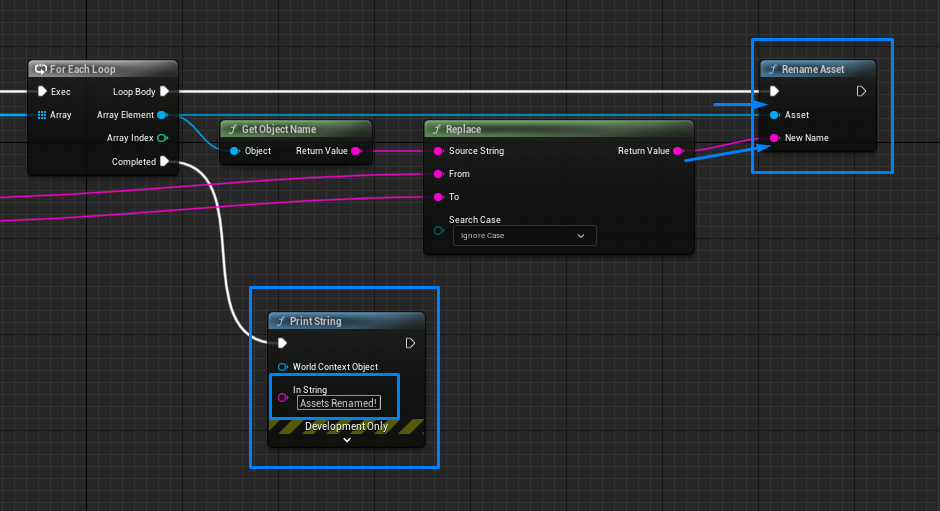 For Each Loop
Exec
Loop Body
Array
Array Element
Array Index
Completed
Get Object Name
Object
Return Value
Replace
Source String
Return Value
From
To
Search Case
Ignore Case
Rename Asset
Asset
New Name
Print String
World Context Object
In String
Assets Renamed!
Development Only